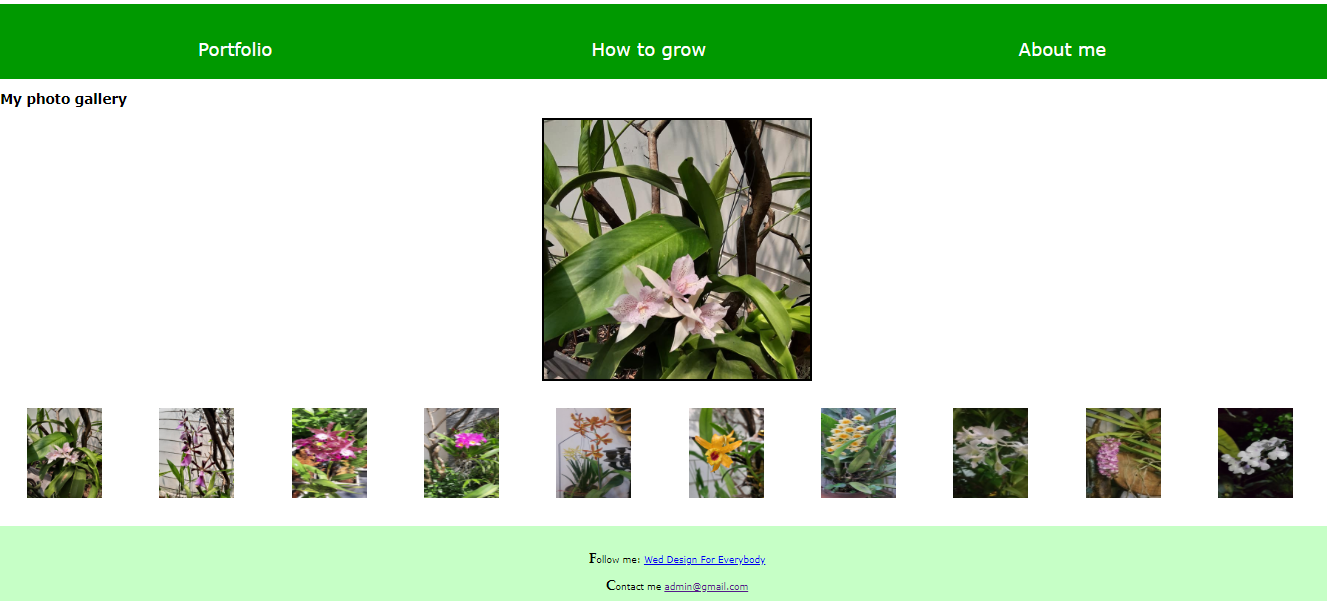 Portfolio How to grow About me
My photo gallery
Follow me: Wed Design For Everybody
Contact me admin@gmail.com